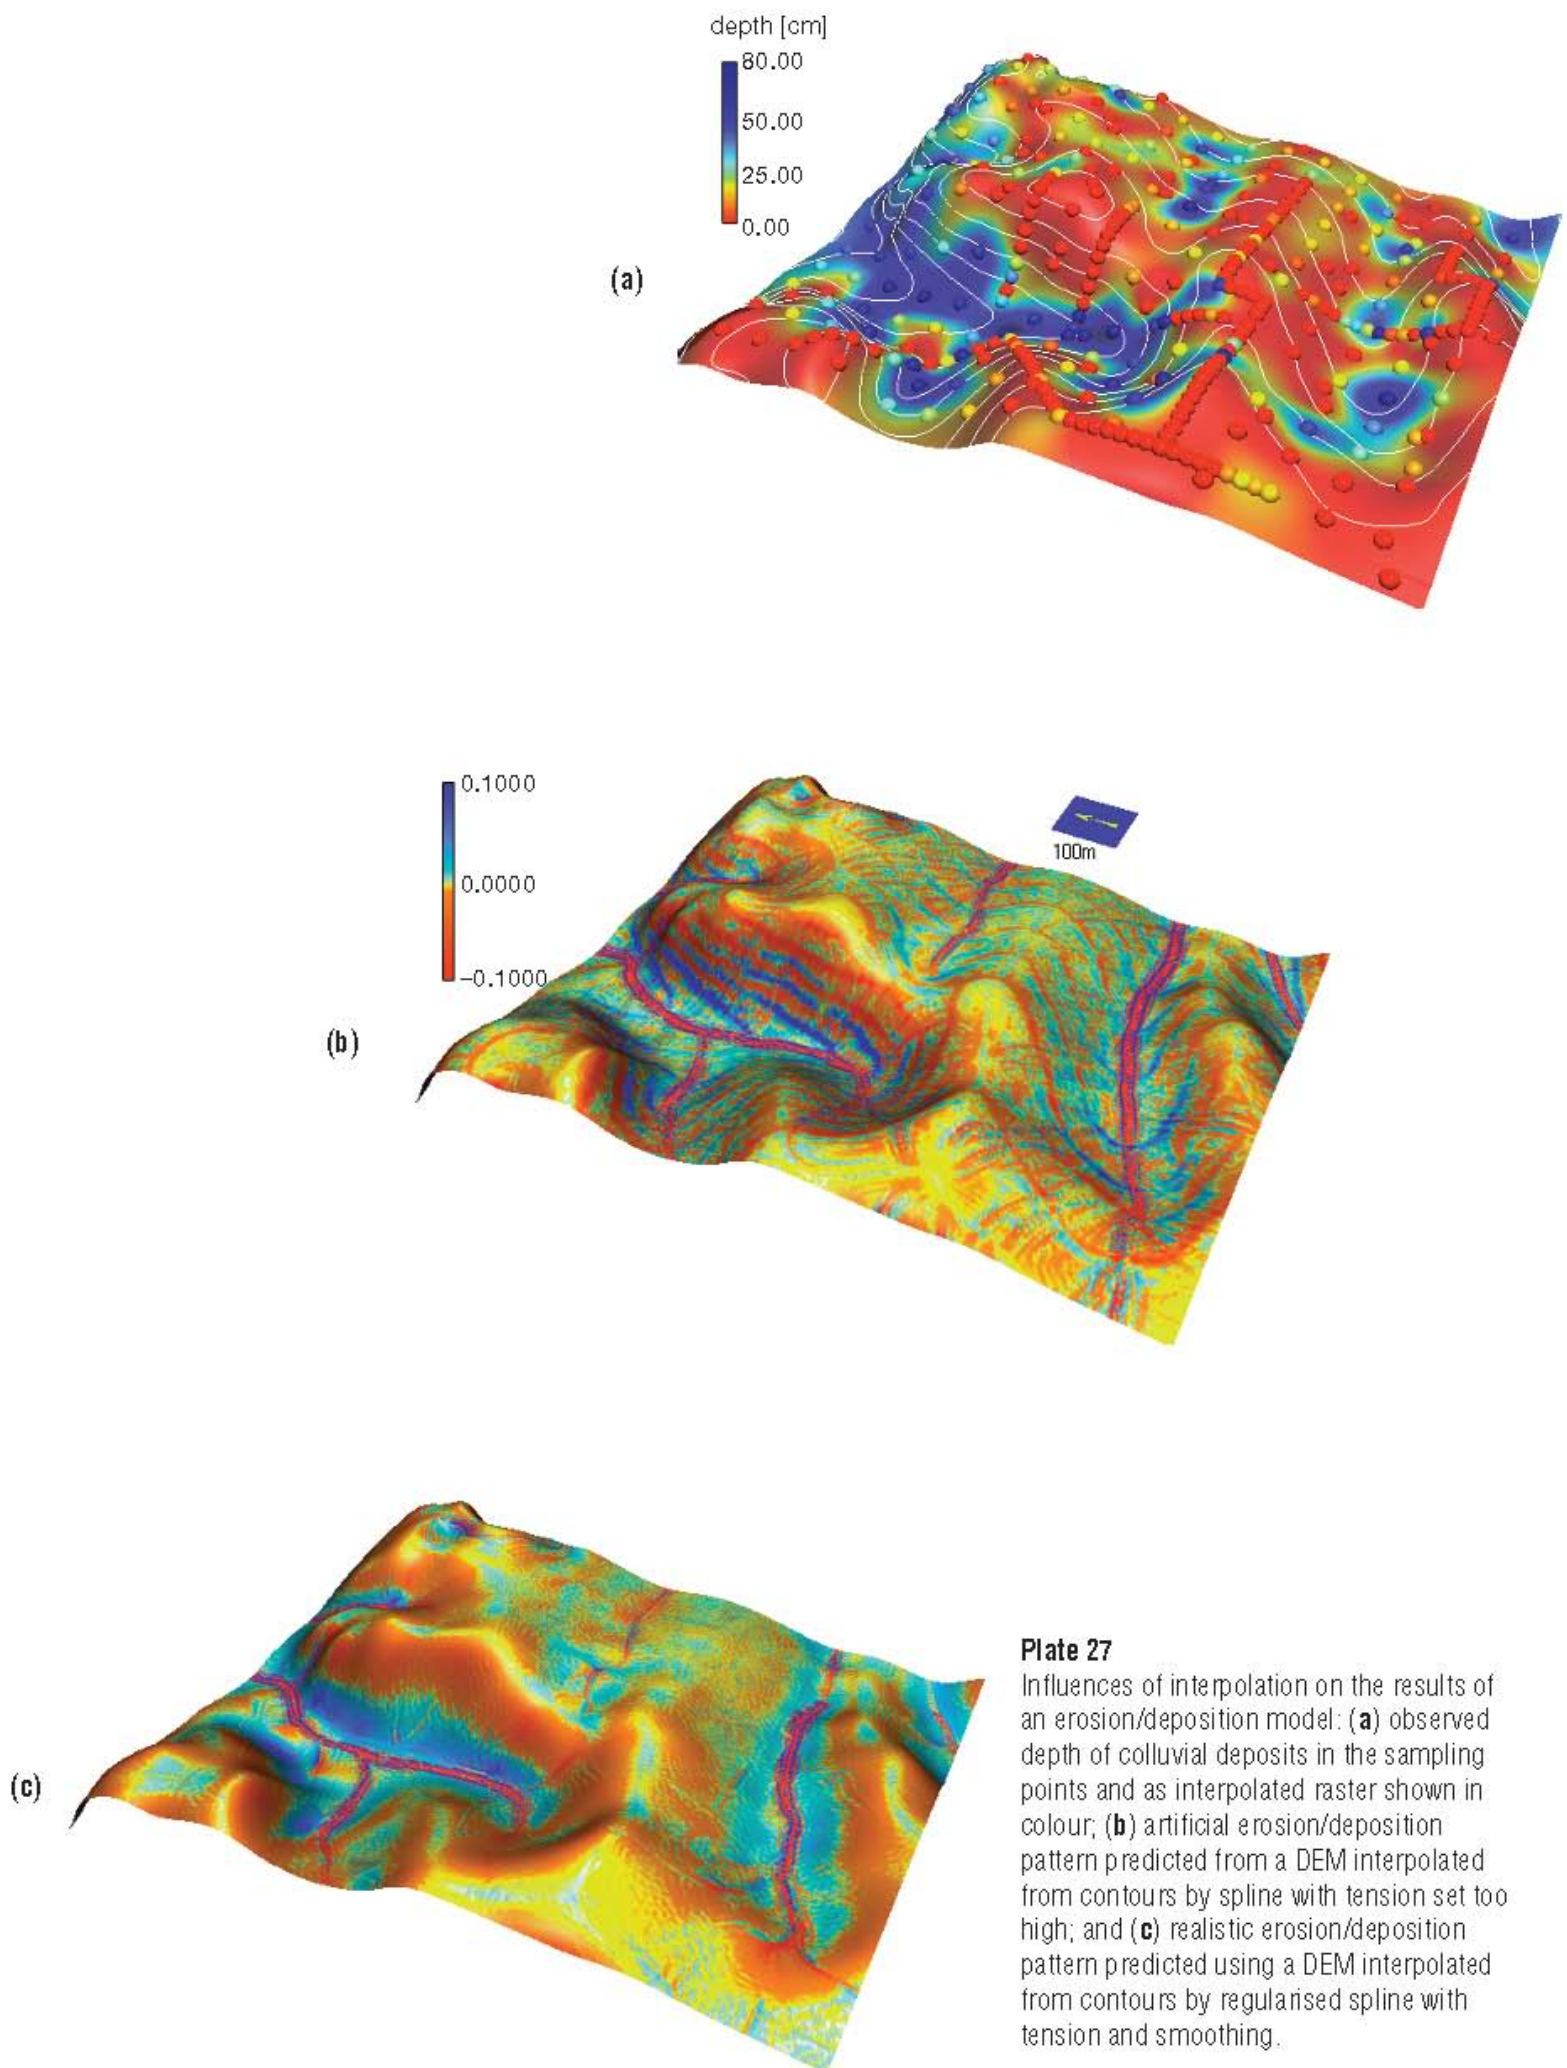 depth [cm]
80.00
50.00
25.00
0.00
(a)
0.1000
0.0000
−0.1000
100m
(b)
(c)
Plate 27
Influences of interpolation on the results of
an erosion/deposition model: (a) observed
depth of colluvial deposits in the sampling
points and as interpolated raster shown in
colour; (b) artificial erosion/deposition
pattern predicted from a DEM interpolated
from contours by spline with tension set too
high; and (c) realistic erosion/deposition
pattern predicted using a DEM interpolated
from contours by regularised spline with
tension and smoothing.